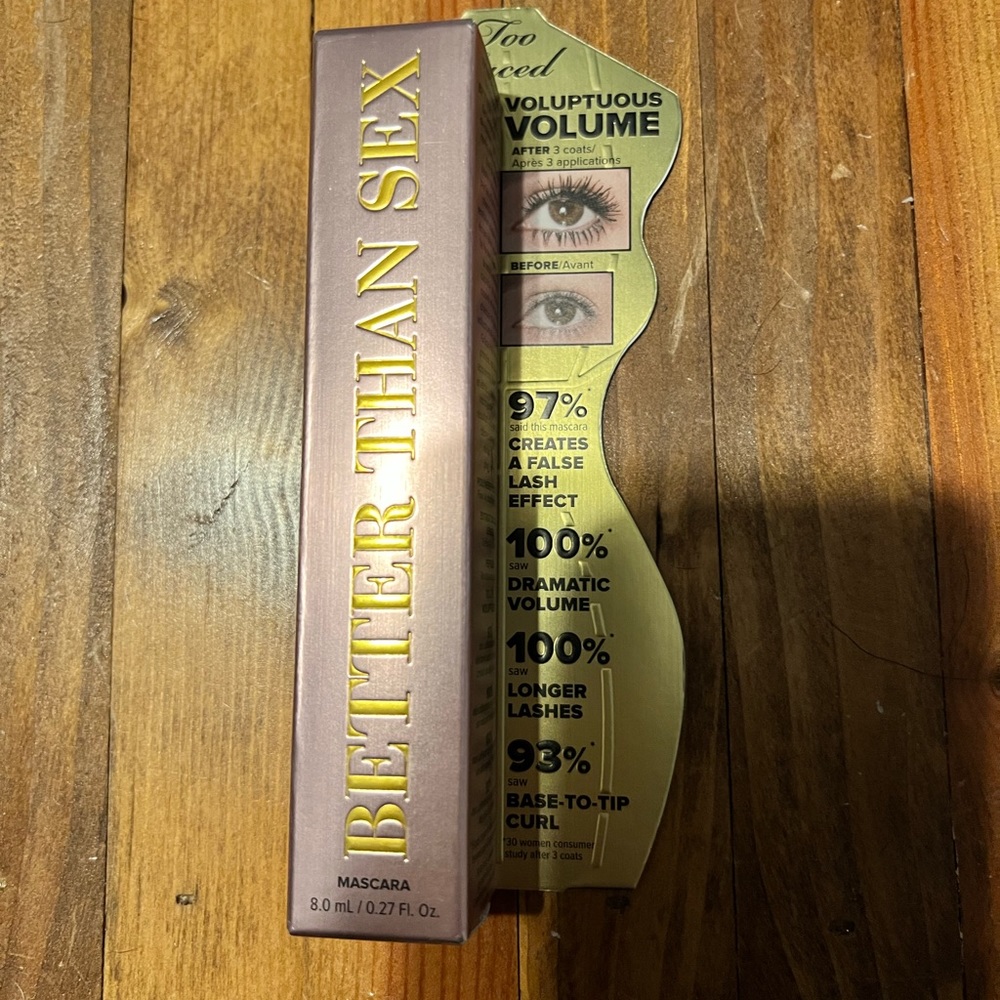 BETTER THAN SEX
MASCARA
8.0 mL / 0.27 Fl. Oz.
Too
VOLUPTUOUS
VOLUME
AFTER 3 coats/
Après 3 applications
BEFORE/Avant
97%*
said this mascara
CREATES
A FALSE
LASH
EFFECT
100%*
saw
DRAMATIC
VOLUME
100%*
saw
LONGER
LASHES
93%*
saw
BASE-TO-TIP
CURL
*30 women consumer
study after 3 coats